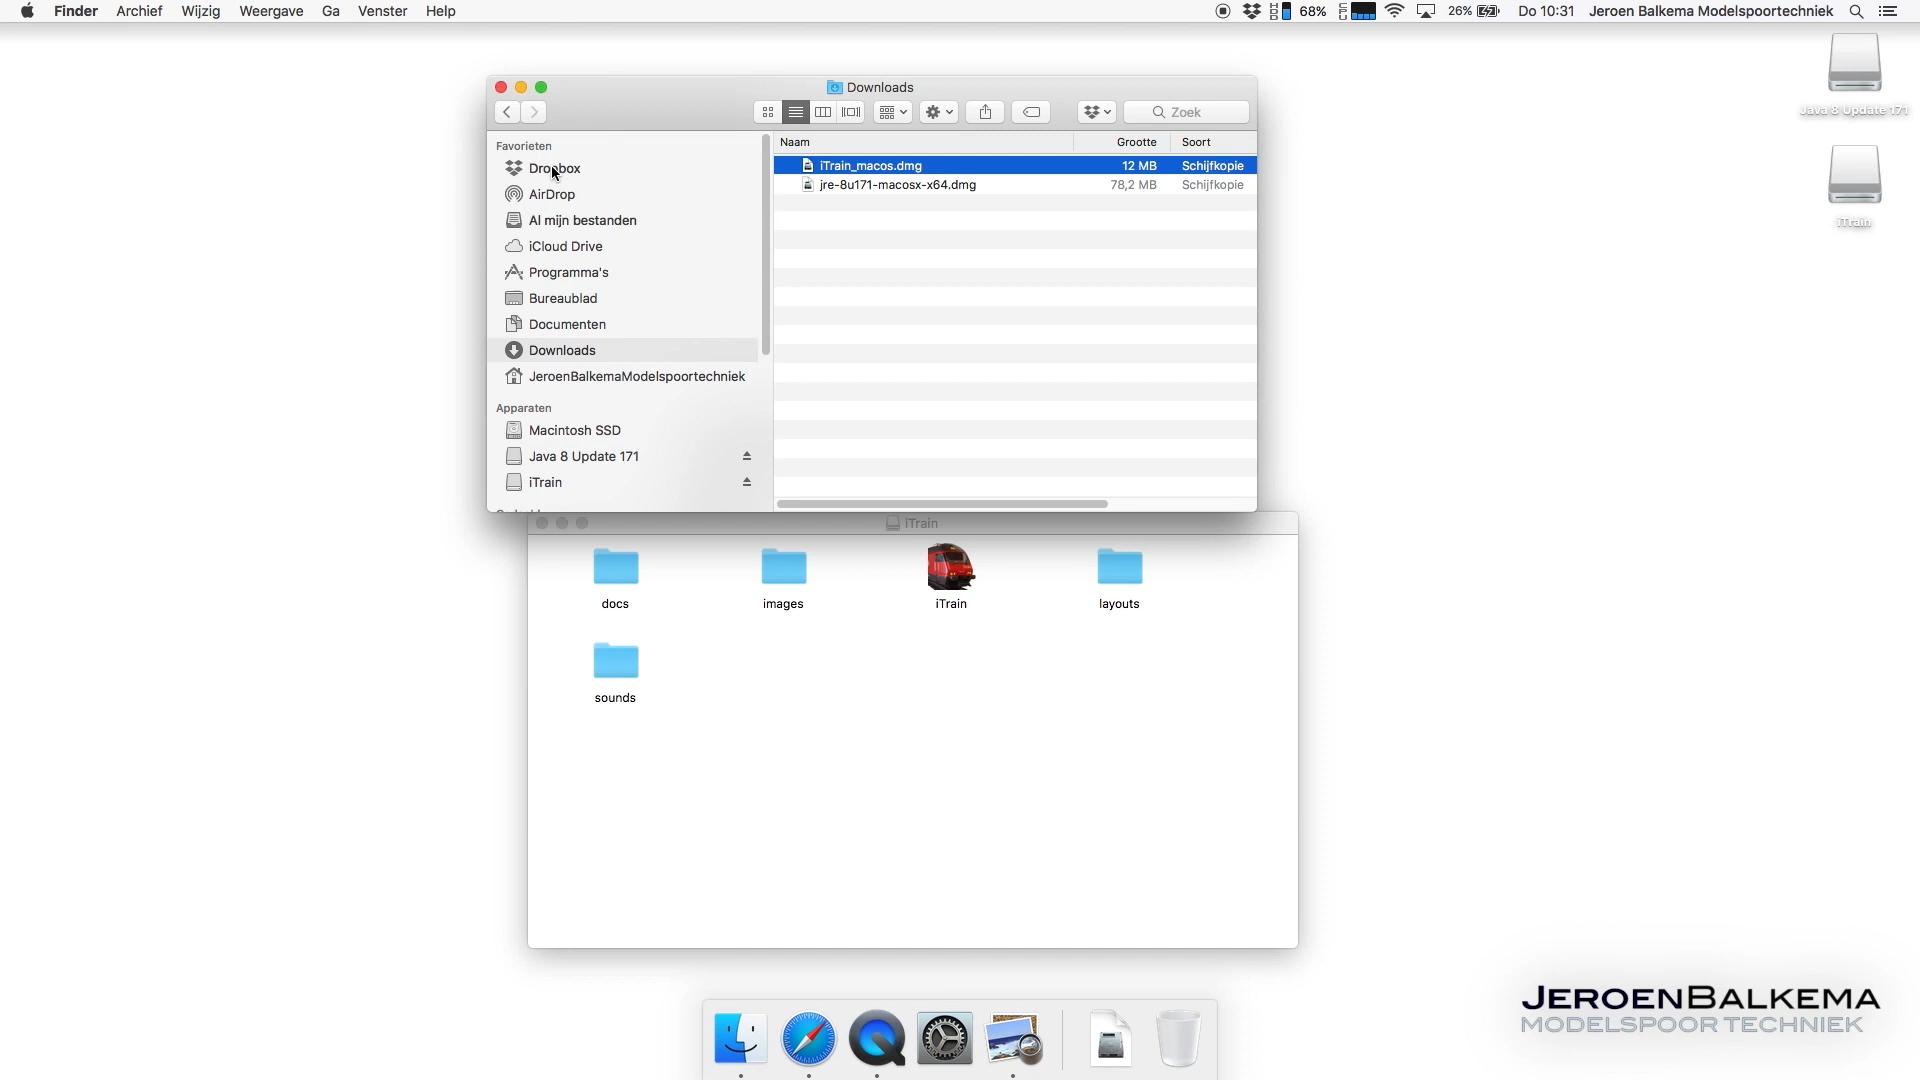 Finder Archief Wijzig Weergave Ga Venster Help 68% 26% Do 10:31 Jeroen Balkema Modelspoortechniek
Java 8 Update 171
iTrain
Downloads
Zoek
Favorieten
Dropbox
AirDrop
Al mijn bestanden
iCloud Drive
Programma's
Bureaublad
Documenten
Downloads
JeroenBalkemaModelspoortechniek
Apparaten
Macintosh SSD
Java 8 Update 171
iTrain
Naam Grootte Soort
iTrain_macos.dmg 12 MB Schijfkopie
jre-8u171-macosx-x64.dmg 78,2 MB Schijfkopie
iTrain
docs images iTrain layouts
sounds
JEROENBALKEMA
MODELSPOOR TECHNIEK